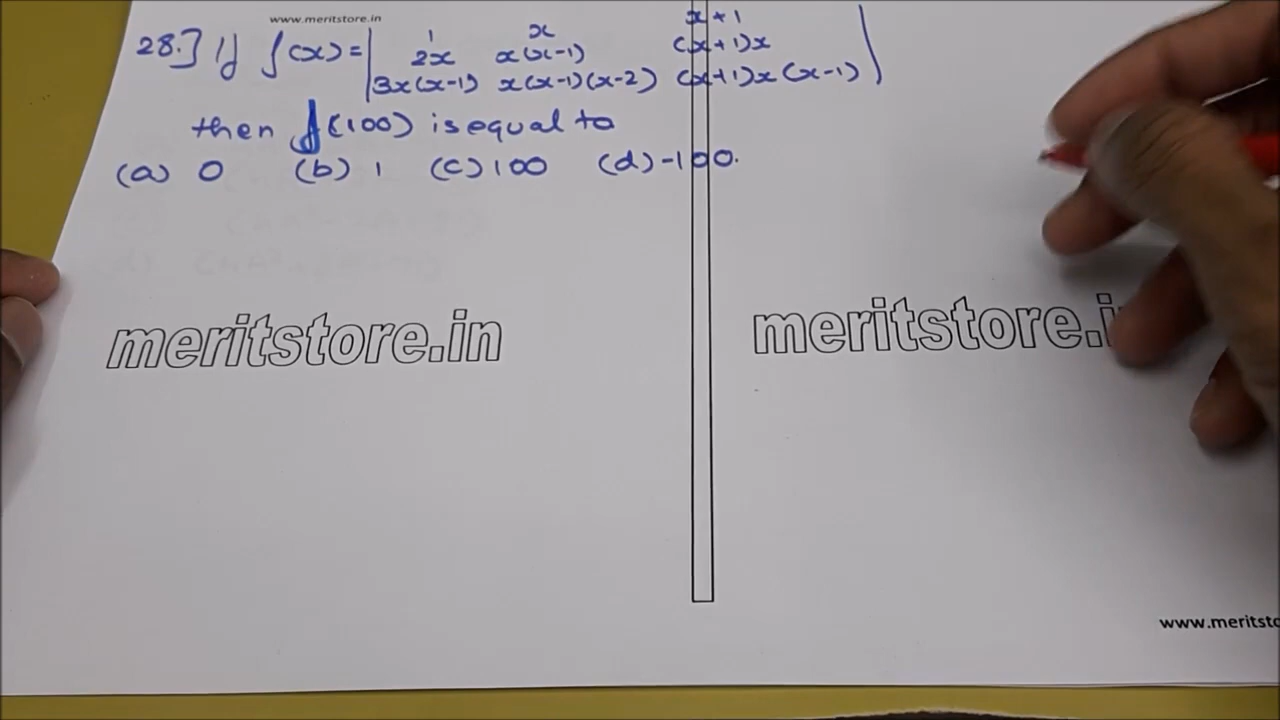 www.meritstore.in
28.] If f(x) = | 1 x x+1
2x x(x-1) (x+1)x
3x(x-1) x(x-1)(x-2) (x+1)x(x-1) |
then f(100) is equal to
(a) 0 (b) 1 (c) 100 (d) -100.
meritstore.in meritstore.i
www.meritsto